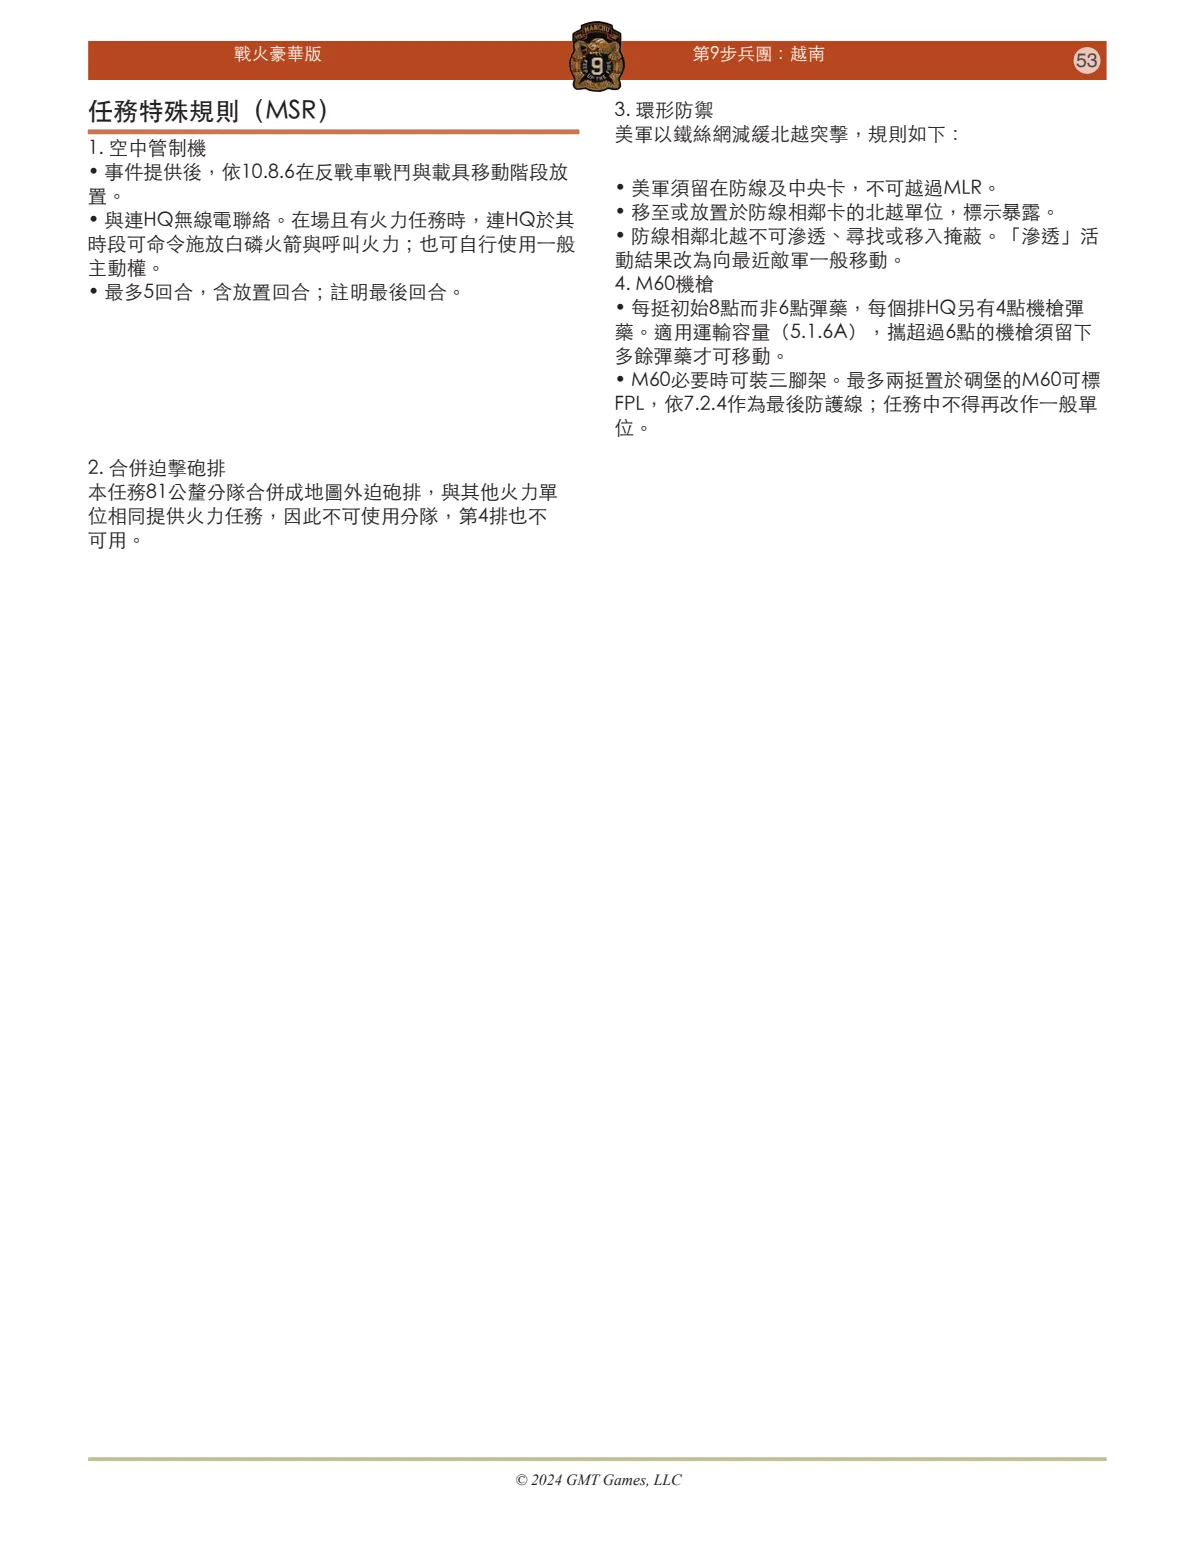 戰火豪華版
第9步兵團：越南
53
MANCHU
9
任務特殊規則（MSR）
1. 空中管制機
• 事件提供後，依10.8.6在反戰車戰鬥與載具移動階段放
置。
• 與連HQ無線電聯絡。在場且有火力任務時，連HQ於其
時段可命令施放白磷火箭與呼叫火力；也可自行使用一般
主動權。
• 最多5回合，含放置回合；註明最後回合。
2. 合併迫擊砲排
本任務81公釐分隊合併成地圖外迫砲排，與其他火力單
位相同提供火力任務，因此不可使用分隊，第4排也不
可用。
3. 環形防禦
美軍以鐵絲網減緩北越突擊，規則如下：
• 美軍須留在防線及中央卡，不可越過MLR。
• 移至或放置於防線相鄰卡的北越單位，標示暴露。
• 防線相鄰北越不可滲透、尋找或移入掩蔽。「滲透」活
動結果改為向最近敵軍一般移動。
4. M60機槍
• 每挺初始8點而非6點彈藥，每個排HQ另有4點機槍彈
藥。適用運輸容量（5.1.6A），攜超過6點的機槍須留下
多餘彈藥才可移動。
• M60必要時可裝三腳架。最多兩挺置於碉堡的M60可標
FPL，依7.2.4作為最後防護線；任務中不得再改作一般單
位。
© 2024 GMT Games, LLC